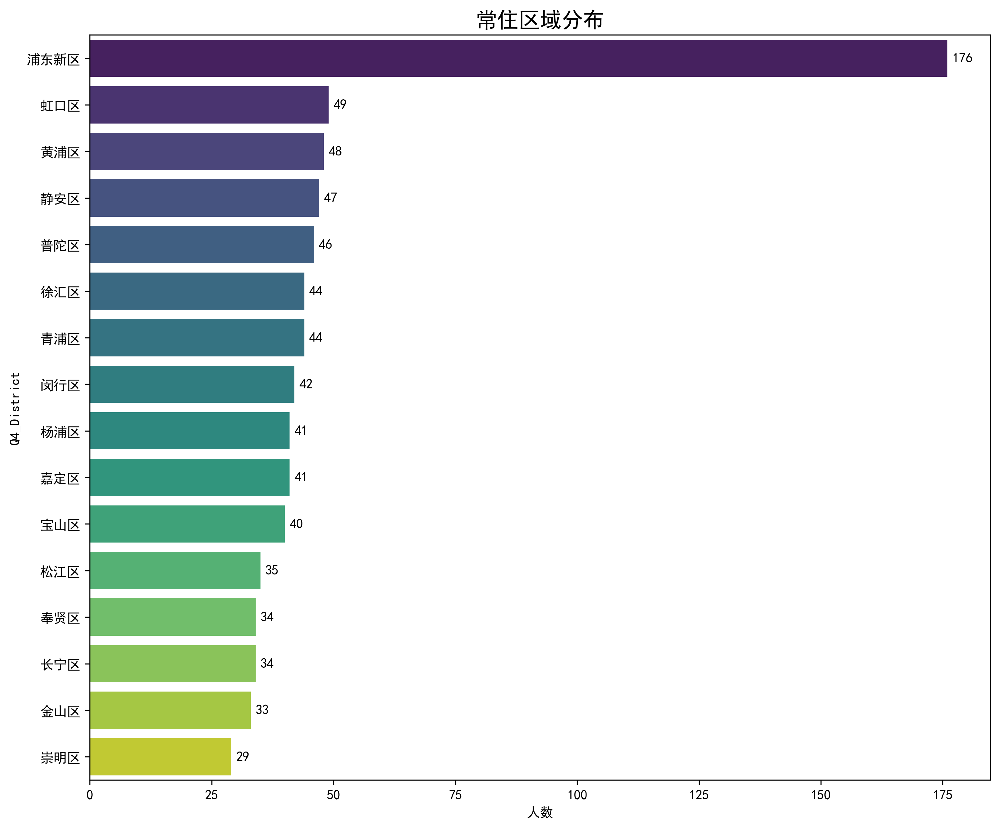 常住区域分布
浦东新区 176
虹口区 49
黄浦区 48
静安区 47
普陀区 46
徐汇区 44
青浦区 44
闵行区 42
杨浦区 41
嘉定区 41
宝山区 40
松江区 35
奉贤区 34
长宁区 34
金山区 33
崇明区 29
Q4_District
0 25 50 75 100 125 150 175
人数